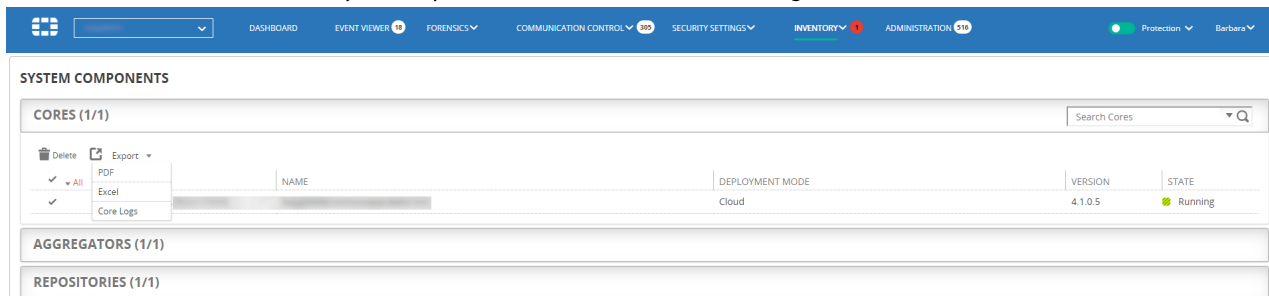 DASHBOARD EVENT VIEWER 18 FORENSICS COMMUNICATION CONTROL 305 SECURITY SETTINGS INVENTORY 1 ADMINISTRATION 516 Protection Barbara
SYSTEM COMPONENTS
CORES (1/1) Search Cores
Delete Export
PDF
All NAME DEPLOYMENT MODE VERSION STATE
Excel
Cloud 4.1.0.5 Running
Core Logs
AGGREGATORS (1/1)
REPOSITORIES (1/1)